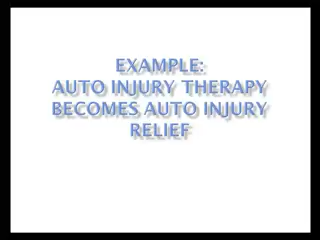 EXAMPLE:
AUTO INJURY THERAPY
BECOMES AUTO INJURY
RELIEF